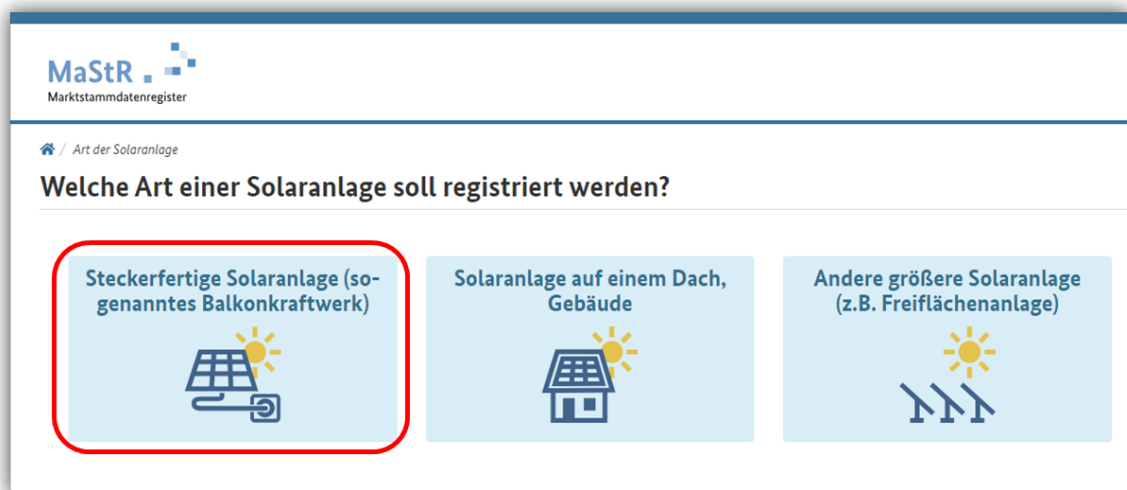 MaStR
Marktstammdatenregister
/ Art der Solaranlage
Welche Art einer Solaranlage soll registriert werden?
Steckerfertige Solaranlage (so-
genanntes Balkonkraftwerk)
Solaranlage auf einem Dach,
Gebäude
Andere größere Solaranlage
(z.B. Freiflächenanlage)